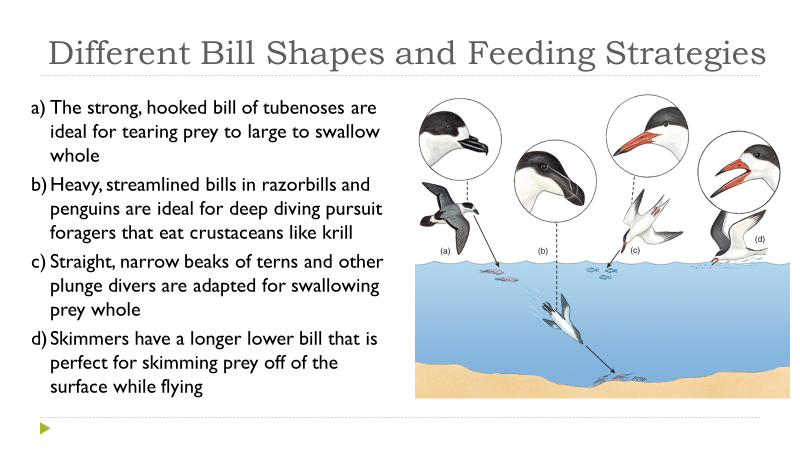 Different Bill Shapes and Feeding Strategies
a) The strong, hooked bill of tubenoses are
ideal for tearing prey to large to swallow
whole
b) Heavy, streamlined bills in razorbills and
penguins are ideal for deep diving pursuit
foragers that eat crustaceans like krill
c) Straight, narrow beaks of terns and other
plunge divers are adapted for swallowing
prey whole
d) Skimmers have a longer lower bill that is
perfect for skimming prey off of the
surface while flying
(a)
(b)
(c)
(d)